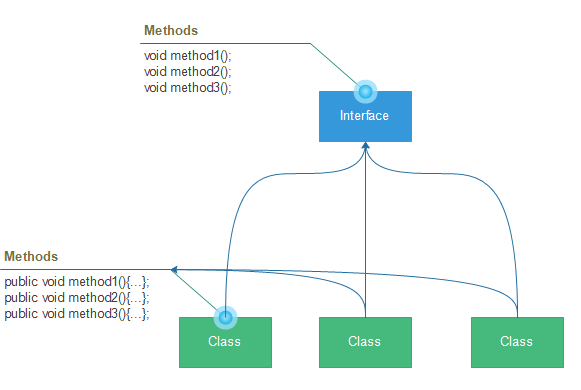 Methods
void method1();
void method2();
void method3();
Interface
Methods
public void method1(){...};
public void method2(){...};
public void method3(){...};
Class
Class
Class